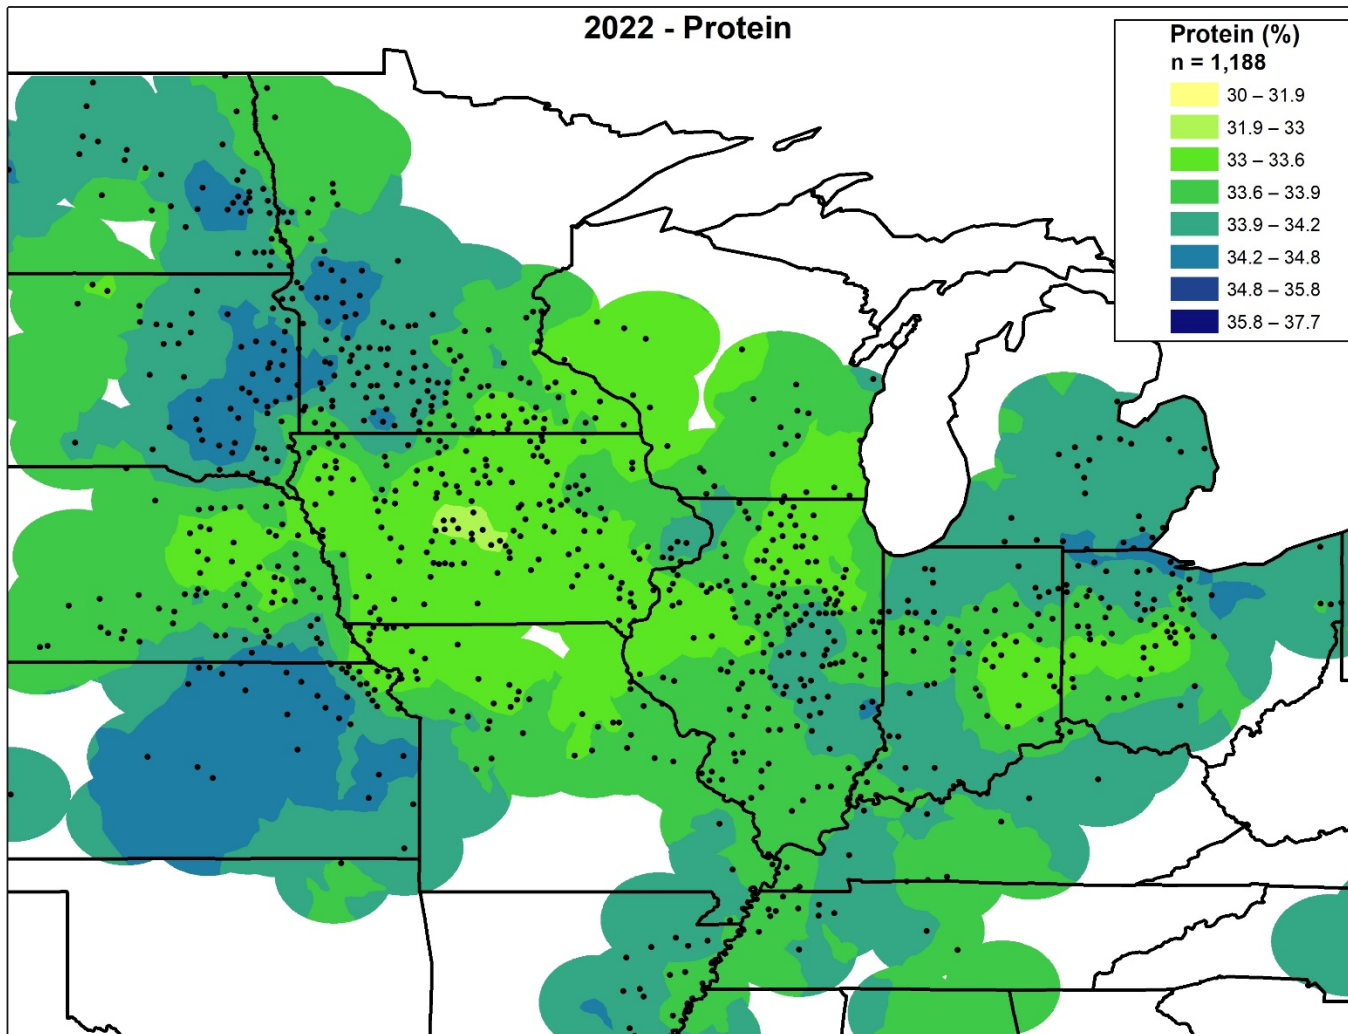 2022 - Protein
Protein (%)
n = 1,188
30 – 31.9
31.9 – 33
33 – 33.6
33.6 – 33.9
33.9 – 34.2
34.2 – 34.8
34.8 – 35.8
35.8 – 37.7